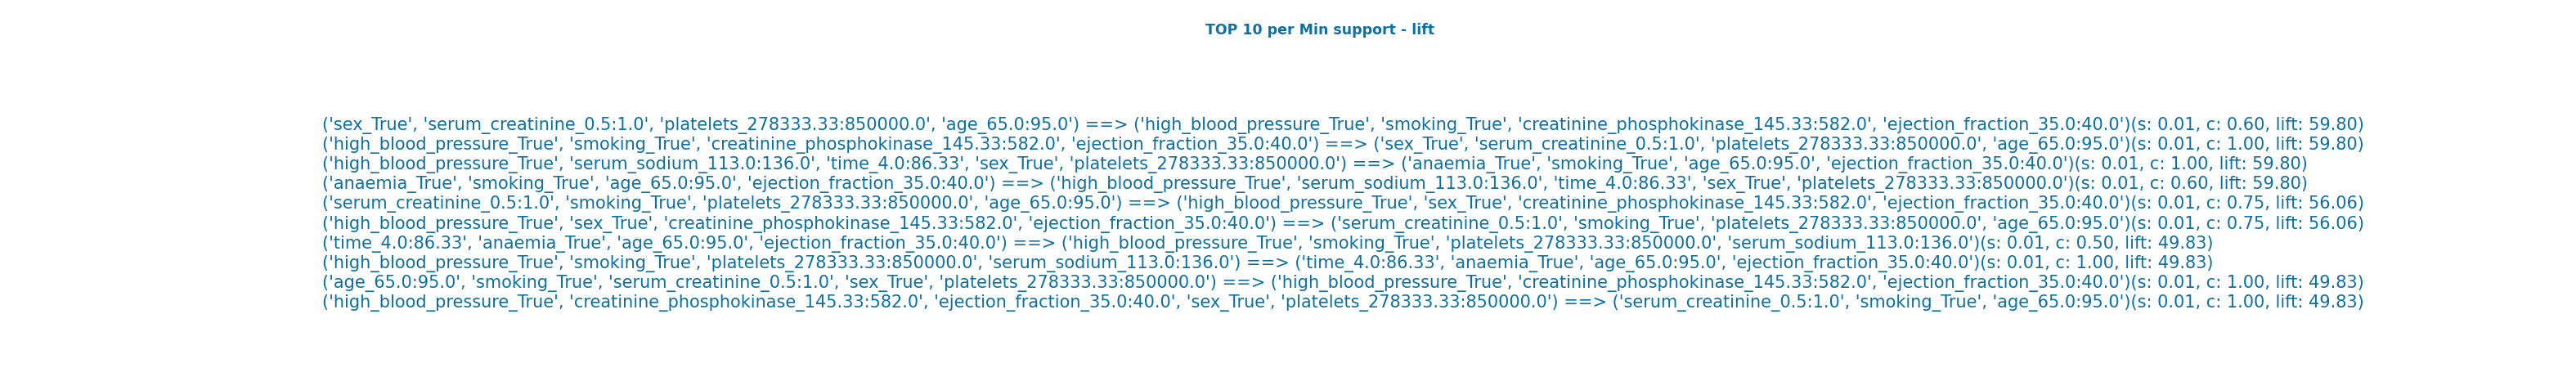 TOP 10 per Min support - lift
('sex_True', 'serum_creatinine_0.5:1.0', 'platelets_278333.33:850000.0', 'age_65.0:95.0') ==> ('high_blood_pressure_True', 'smoking_True', 'creatinine_phosphokinase_145.33:582.0', 'ejection_fraction_35.0:40.0')(s: 0.01, c: 0.60, lift: 59.80)
('high_blood_pressure_True', 'smoking_True', 'creatinine_phosphokinase_145.33:582.0', 'ejection_fraction_35.0:40.0') ==> ('sex_True', 'serum_creatinine_0.5:1.0', 'platelets_278333.33:850000.0', 'age_65.0:95.0')(s: 0.01, c: 1.00, lift: 59.80)
('high_blood_pressure_True', 'serum_sodium_113.0:136.0', 'time_4.0:86.33', 'sex_True', 'platelets_278333.33:850000.0') ==> ('anaemia_True', 'smoking_True', 'age_65.0:95.0', 'ejection_fraction_35.0:40.0')(s: 0.01, c: 1.00, lift: 59.80)
('anaemia_True', 'smoking_True', 'age_65.0:95.0', 'ejection_fraction_35.0:40.0') ==> ('high_blood_pressure_True', 'serum_sodium_113.0:136.0', 'time_4.0:86.33', 'sex_True', 'platelets_278333.33:850000.0')(s: 0.01, c: 0.60, lift: 59.80)
('serum_creatinine_0.5:1.0', 'smoking_True', 'platelets_278333.33:850000.0', 'age_65.0:95.0') ==> ('high_blood_pressure_True', 'sex_True', 'creatinine_phosphokinase_145.33:582.0', 'ejection_fraction_35.0:40.0')(s: 0.01, c: 0.75, lift: 56.06)
('high_blood_pressure_True', 'sex_True', 'creatinine_phosphokinase_145.33:582.0', 'ejection_fraction_35.0:40.0') ==> ('serum_creatinine_0.5:1.0', 'smoking_True', 'platelets_278333.33:850000.0', 'age_65.0:95.0')(s: 0.01, c: 0.75, lift: 56.06)
('time_4.0:86.33', 'anaemia_True', 'age_65.0:95.0', 'ejection_fraction_35.0:40.0') ==> ('high_blood_pressure_True', 'smoking_True', 'platelets_278333.33:850000.0', 'serum_sodium_113.0:136.0')(s: 0.01, c: 0.50, lift: 49.83)
('high_blood_pressure_True', 'smoking_True', 'platelets_278333.33:850000.0', 'serum_sodium_113.0:136.0') ==> ('time_4.0:86.33', 'anaemia_True', 'age_65.0:95.0', 'ejection_fraction_35.0:40.0')(s: 0.01, c: 1.00, lift: 49.83)
('age_65.0:95.0', 'smoking_True', 'serum_creatinine_0.5:1.0', 'sex_True', 'platelets_278333.33:850000.0') ==> ('high_blood_pressure_True', 'creatinine_phosphokinase_145.33:582.0', 'ejection_fraction_35.0:40.0')(s: 0.01, c: 1.00, lift: 49.83)
('high_blood_pressure_True', 'creatinine_phosphokinase_145.33:582.0', 'ejection_fraction_35.0:40.0', 'sex_True', 'platelets_278333.33:850000.0') ==> ('serum_creatinine_0.5:1.0', 'smoking_True', 'age_65.0:95.0')(s: 0.01, c: 1.00, lift: 49.83)